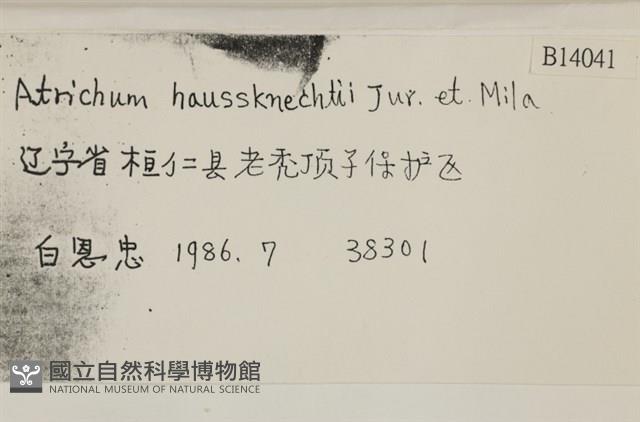 B14041
Atrichum haussknechtii Jur. et. Mila
辽宁省桓仁县老秃顶子保护区
白恩忠 1986.7 38301
國立自然科學博物館
NATIONAL MUSEUM OF NATURAL SCIENCE